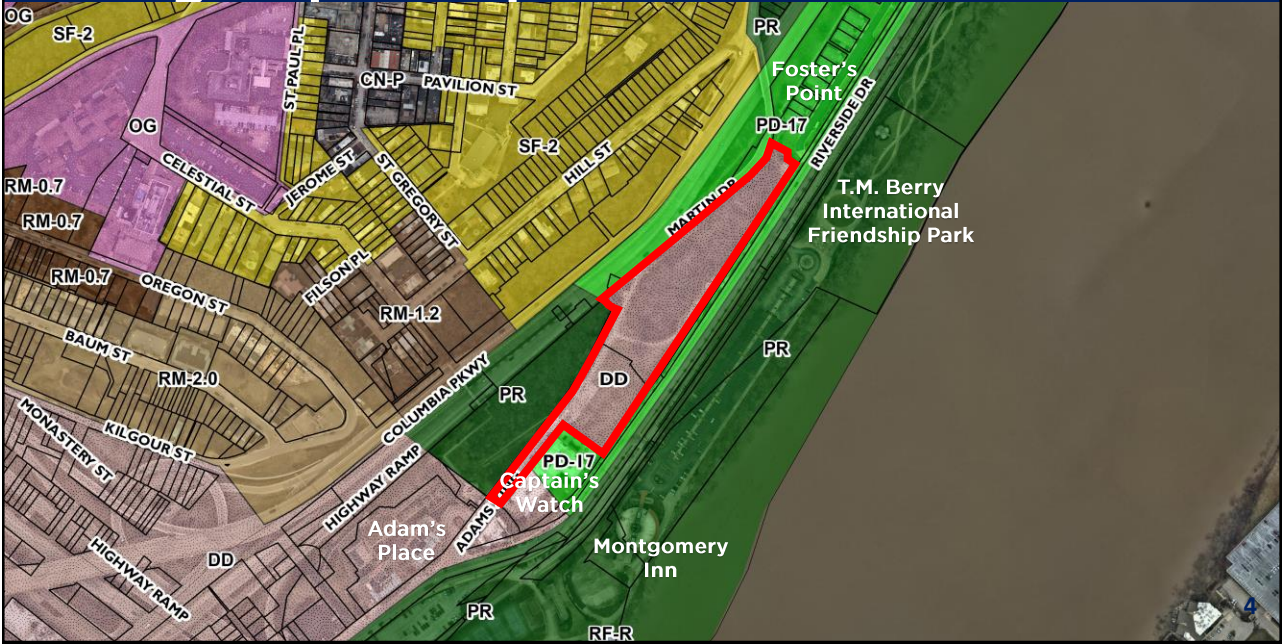 OG
SF-2
ST PAUL PL
CN-P
PAVILION ST
PR
Foster's
Point
PD-17
RIVERSIDE DR
OG
SF-2
HILL ST
CELESTIAL ST
JEROME ST
ST GREGORY ST
RM-0.7
RM-0.7
RM-0.7
MARTIN DR
T.M. Berry
International
Friendship Park
OREGON ST
FILSON PL
RM-1.2
BAUM ST
RM-2.0
COLUMBIA PKWY
PR
DD
PR
MONASTERY ST
KILGOUR ST
HIGHWAY RAMP
PD-17
Captain's
Watch
ADAMS
Adam's
Place
Montgomery
Inn
HIGHWAY RAMP
DD
PR
RF-R
4